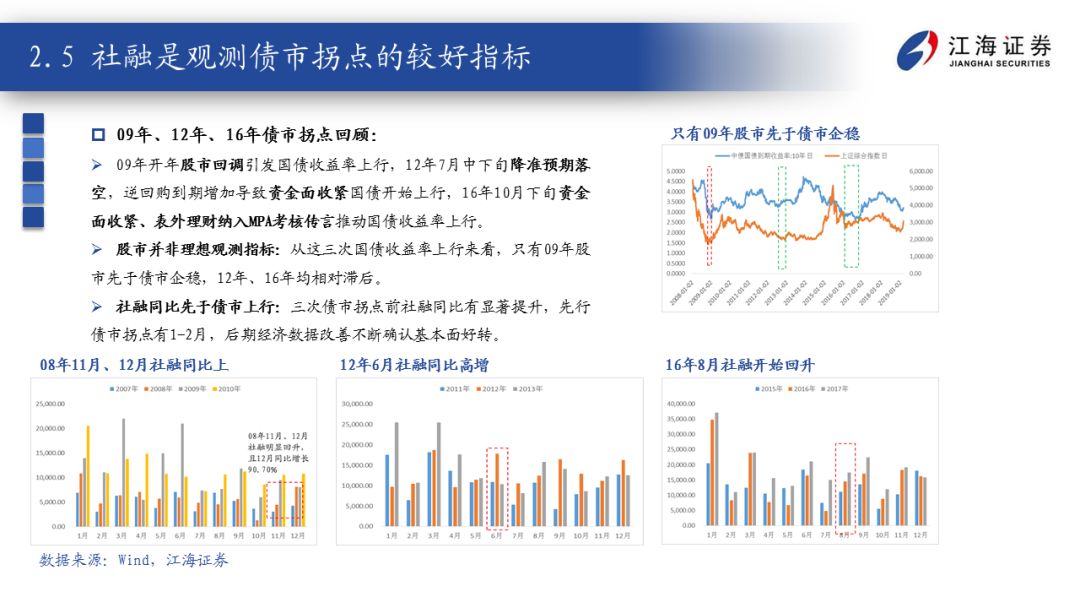 2.5 社融是观测债市拐点的较好指标
江海证券
JIANGHAI SECURITIES
09年、12年、16年债市拐点回顾：
09年开年股市回调引发国债收益率上行，12年7月中下旬降准预期落
空，逆回购到期增加导致资金面收紧国债开始上行，16年10月下旬资金
面收紧、表外理财纳入MPA考核传言推动国债收益率上行。
股市并非理想观测指标：从这三次国债收益率上行来看，只有09年股
市先于债市企稳，12年、16年均相对滞后。
社融同比先于债市上行：三次债市拐点前社融同比有显著提升，先行
债市拐点有1-2月，后期经济数据改善不断确认基本面好转。
只有09年股市先于债市企稳
中债国债到期收益率:10年 日 上证综合指数 日
5.0000
4.5000
4.0000
3.5000
3.0000
2.5000
2.0000
1.5000
1.0000
0.5000
0.0000
6,000.00
5,000.00
4,000.00
3,000.00
2,000.00
1,000.00
0.00
2008-01-02 2009-01-02 2010-01-02 2011-01-02 2012-01-02 2013-01-02 2014-01-02 2015-01-02 2016-01-02 2017-01-02 2018-01-02 2019-01-02
08年11月、12月社融同比上
2007年 2008年 2009年 2010年
25,000.00
20,000.00
15,000.00
10,000.00
5,000.00
0.00
08年11月、12月
社融明显回升，
且12月同比增长
90.70%
1月 2月 3月 4月 5月 6月 7月 8月 9月 10月 11月 12月
12年6月社融同比高增
2011年 2012年 2013年
30,000.00
25,000.00
20,000.00
15,000.00
10,000.00
5,000.00
0.00
1月 2月 3月 4月 5月 6月 7月 8月 9月 10月 11月 12月
16年8月社融开始回升
2015年 2016年 2017年
40,000.00
35,000.00
30,000.00
25,000.00
20,000.00
15,000.00
10,000.00
5,000.00
0.00
1月 2月 3月 4月 5月 6月 7月 8月 9月 10月 11月 12月
数据来源：Wind，江海证券